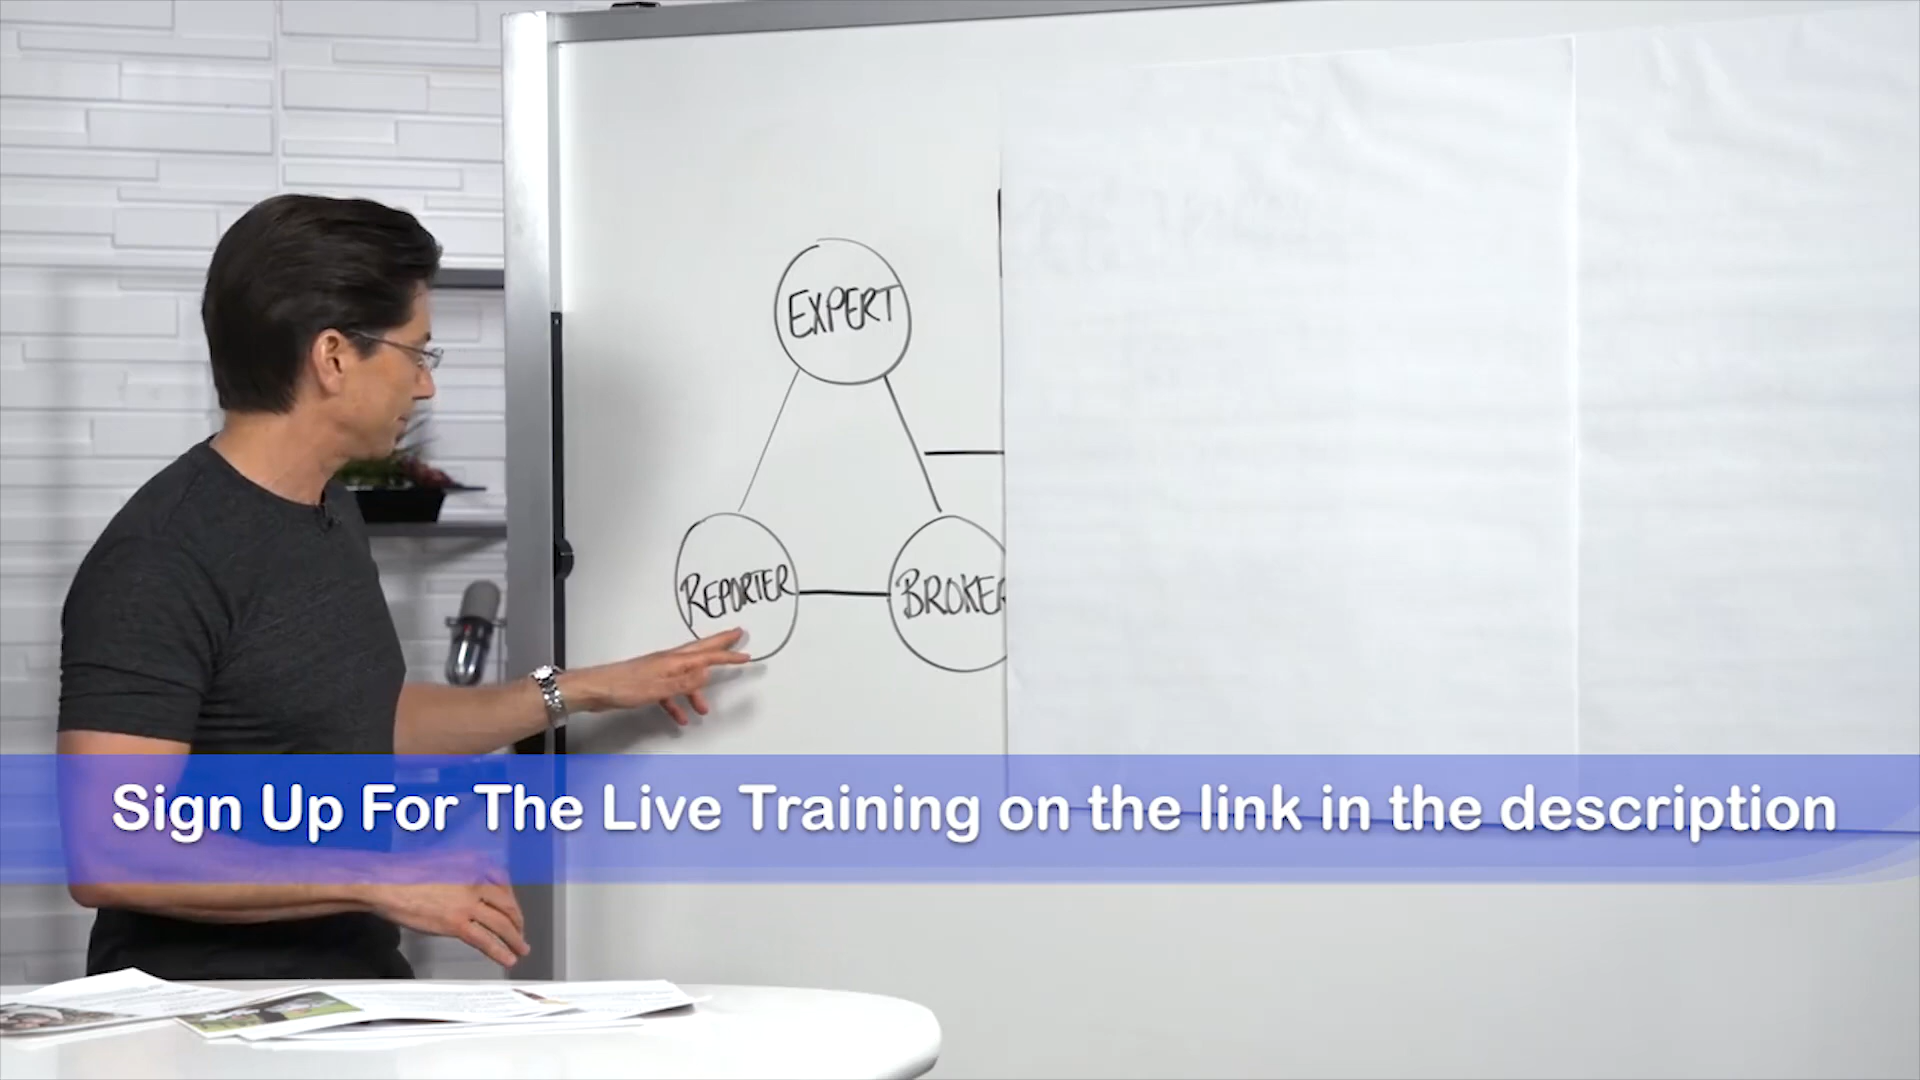 EXPERT
REPORTER
BROKER
Sign Up For The Live Training on the link in the description